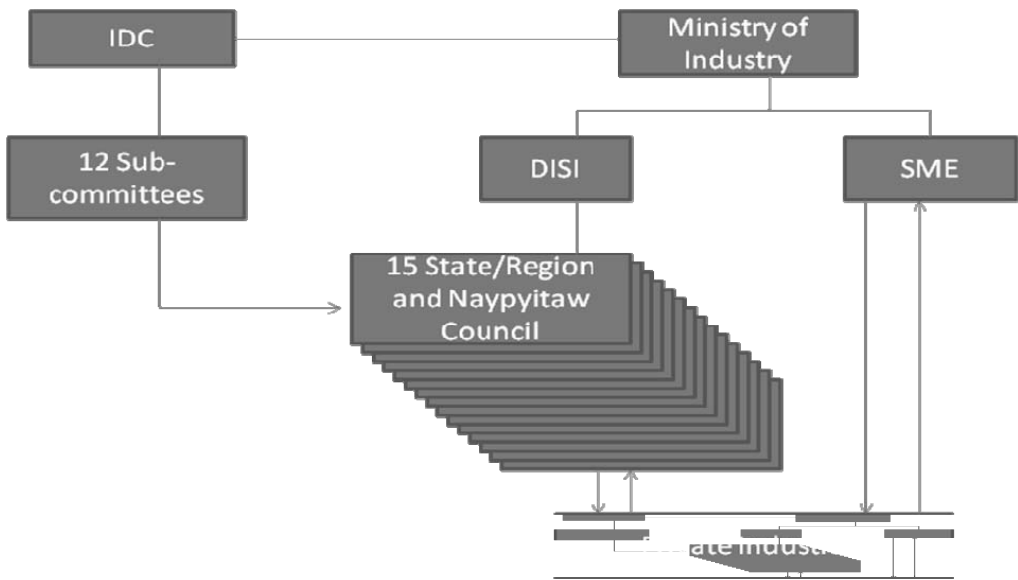 IDC
Ministry of
Industry
12 Sub-
committees
DISI
SME
15 State/Region
and Naypyitaw
Council